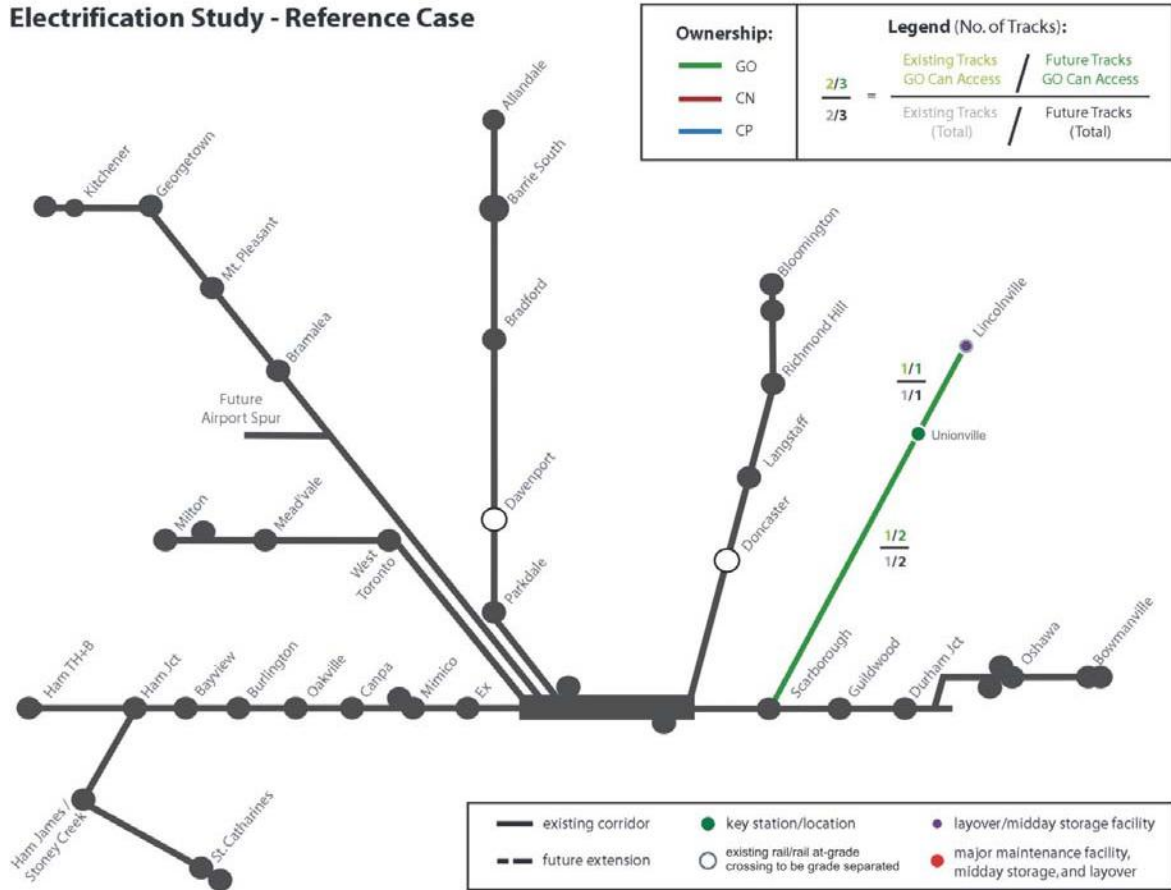 Electrification Study - Reference Case
Ownership:
GO
CN
CP
Legend (No. of Tracks):
2/3
2/3
=
Existing Tracks
GO Can Access
/
Future Tracks
GO Can Access
Existing Tracks
(Total)
/
Future Tracks
(Total)
Kitchener
Georgetown
Mt. Pleasant
Bramalea
Future
Airport Spur
Milton
Mead'vale
West
Toronto
Allandale
Barrie South
Bradford
Davenport
Parkdale
Bloomington
Richmond Hill
Langstaff
Doncaster
Lincolnville
1/1
1/1
Unionville
1/2
1/2
Ham TH+B
Ham Jct
Bayview
Burlington
Oakville
Canpa
Mimico
Ex
Scarborough
Guildwood
Durham Jct
Oshawa
Bowmanville
Ham James /
Stoney Creek
St.Catharines
existing corridor
future extension
key station/location
existing rail/rail at-grade
crossing to be grade separated
layover/midday storage facility
major maintenance facility,
midday storage, and layover